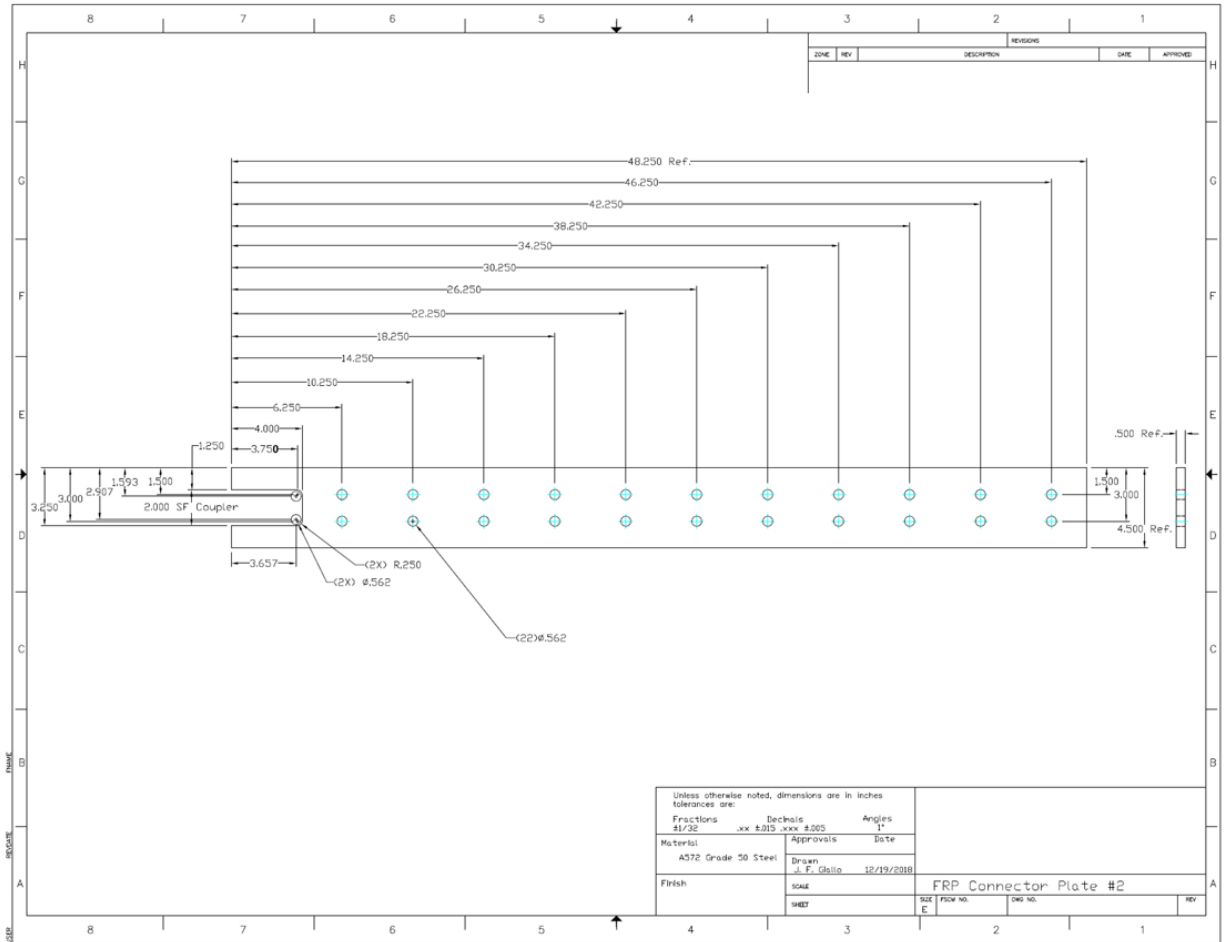 8 7 6 5 4 3 2 1
REVISIONS
ZONE REV DESCRIPTION DATE APPROVED
H H
48.250 Ref.
G G
46.250
42.250
38.250
34.250
30.250
F F
26.250
22.250
18.250
14.250
10.250
6.250
E E
4.000
.500 Ref.
1.250
3.750
1.593 1.500
2.907
3.000
3.250
2.000 SF Coupler
1.500
3.000
4.500 Ref.
D D
3.657
(2X) R.250
(2X) Ø.562
(22)Ø.562
C C
B B
FNAME
Unless otherwise noted, dimensions are in inches
tolerances are:
Fractions Decimals Angles
±1/32 .xx ±.015 .xxx ±.005 1°
REVDATE
Material
A572 Grade 50 Steel
Approvals Date
Drawn
J. F. Giallo 12/19/2018
A A
Finish
SCALE
SHEET
FRP Connector Plate #2
SIZE FSCM NO. DWG NO. REV
E
USER
8 7 6 5 4 3 2 1